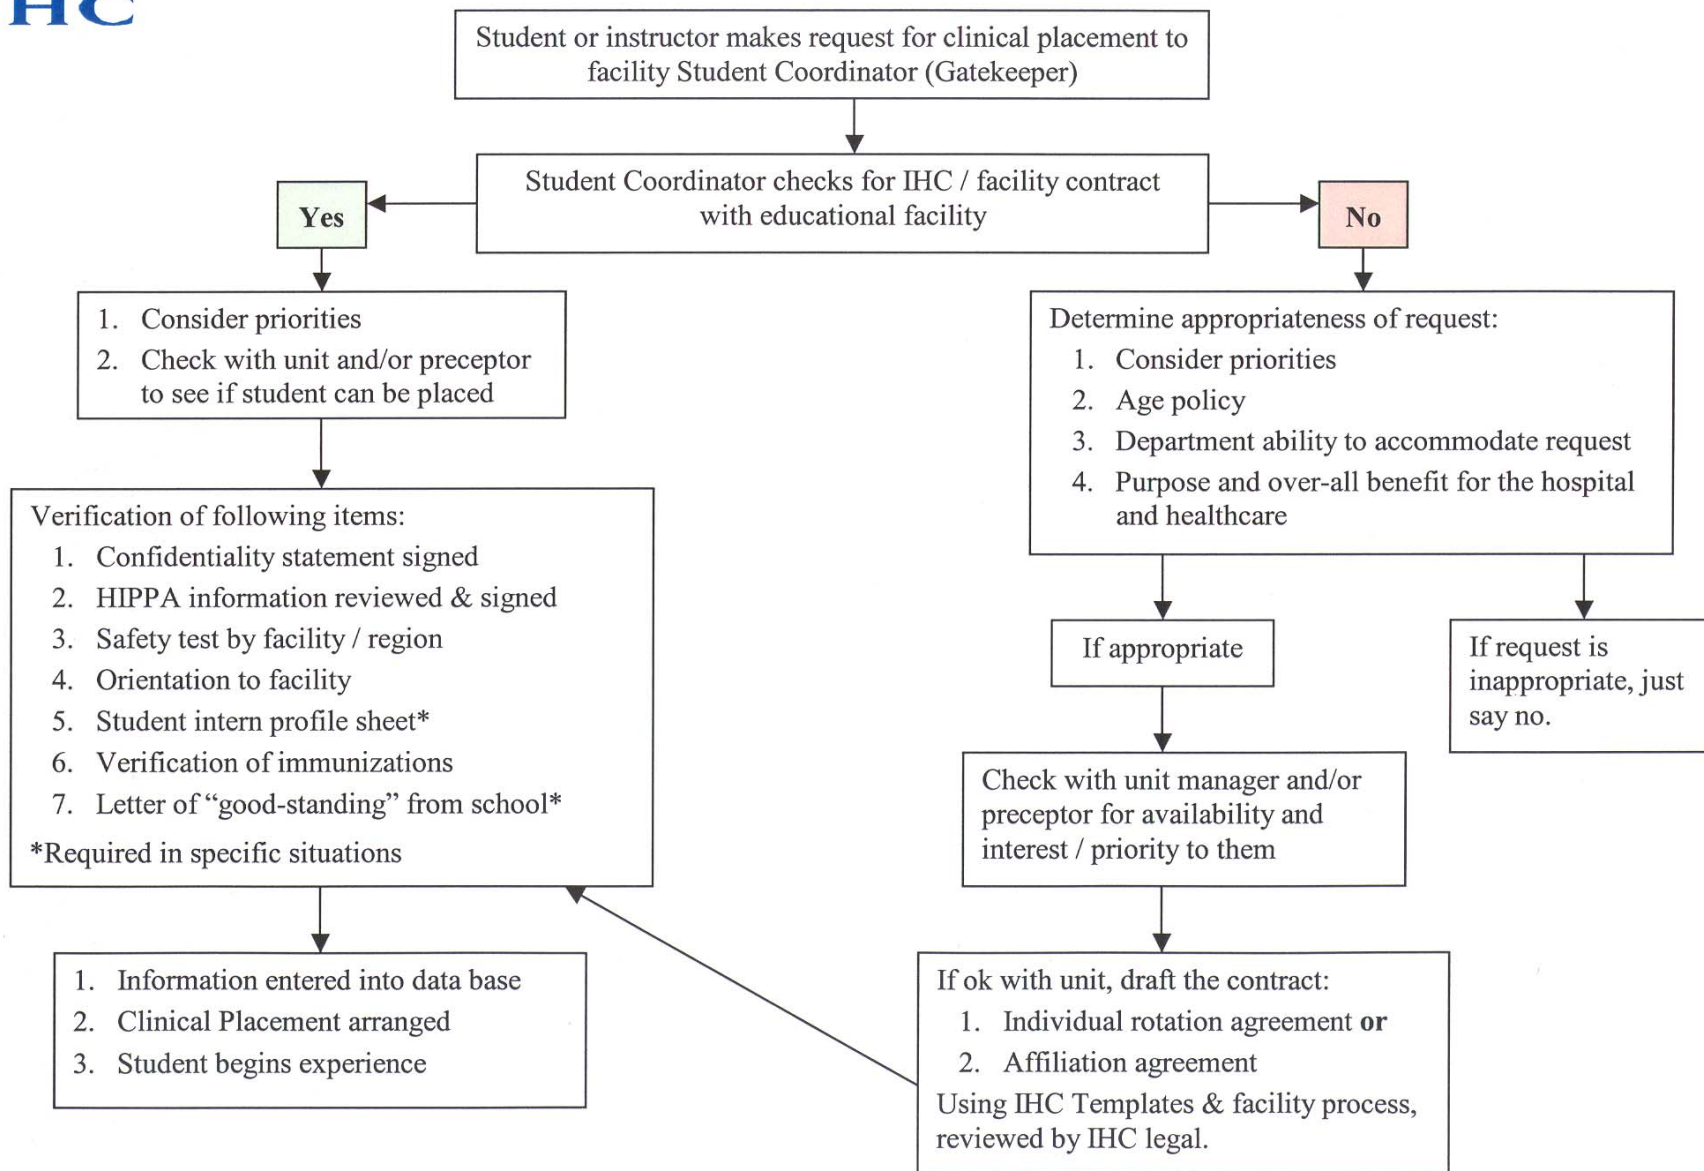 HC
Student or instructor makes request for clinical placement to
facility Student Coordinator (Gatekeeper)
Student Coordinator checks for IHC / facility contract
with educational facility
Yes
No
1. Consider priorities
2. Check with unit and/or preceptor
to see if student can be placed
Determine appropriateness of request:
1. Consider priorities
2. Age policy
3. Department ability to accommodate request
4. Purpose and over-all benefit for the hospital
and healthcare
Verification of following items:
1. Confidentiality statement signed
2. HIPPA information reviewed & signed
3. Safety test by facility / region
4. Orientation to facility
5. Student intern profile sheet*
6. Verification of immunizations
7. Letter of “good-standing” from school*
*Required in specific situations
If appropriate
If request is
inappropriate, just
say no.
Check with unit manager and/or
preceptor for availability and
interest / priority to them
1. Information entered into data base
2. Clinical Placement arranged
3. Student begins experience
If ok with unit, draft the contract:
1. Individual rotation agreement or
2. Affiliation agreement
Using IHC Templates & facility process,
reviewed by IHC legal.